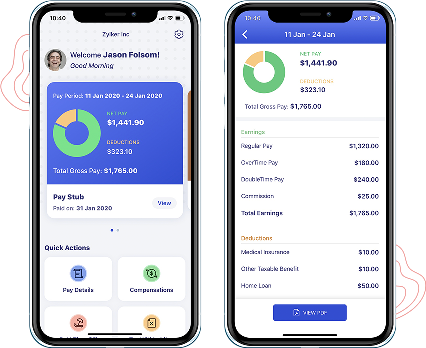 10:40
Zylker Inc
Welcome Jason Folsom!
Good Morning
Pay Period: 11 Jan 2020 - 24 Jan 2020
NET PAY
$1,441.90
DEDUCTIONS
$323.10
Total Gross Pay: $1,765.00
Pay Stub
Paid on: 31 Jan 2020
View
Quick Actions
Pay Details
Compensations
10:40
11 Jan - 24 Jan
NET PAY
$1,441.90
DEDUCTIONS
$323.10
Total Gross Pay: $1,765.00
Earnings
Regular Pay $1,320.00
OverTime Pay $180.00
DoubleTime Pay $240.00
Commission $25.00
Total Earnings $1,765.00
Deductions
Medical Insurance $10.00
Other Taxable Benefit $10.00
Home Loan $50.00
VIEW PDF